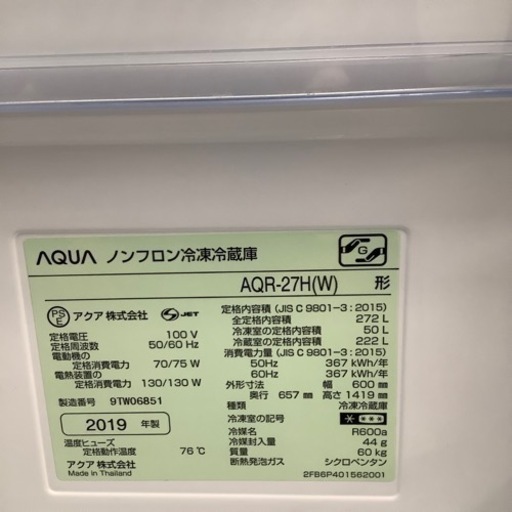 AQUA ノンフロン冷凍冷蔵庫
G
AQR-27H(W) 形
PSE アクア 株式会社 S-JET
定格電圧 100 V
定格周波数 50/60 Hz
電動機の
定格消費電力 70/75 W
電熱装置の
定格消費電力 130/130 W
製造番号 9TW06851
2019 年製
温度ヒューズ
定格動作温度 76℃
アクア 株式会社
Made in Thailand
定格内容積 (JIS C 9801-3 : 2015)
全定格内容積 272 L
冷凍室の定格内容積 50 L
冷蔵室の定格内容積 222 L
消費電力量 (JIS C 9801-3 : 2015)
50Hz 367 kWh/年
60Hz 367 kWh/年
外形寸法 幅 600 mm
奥行 657 mm 高さ 1419 mm
種類 冷凍冷蔵庫
冷凍室の記号
冷媒名 R600a
冷媒封入量 44 g
質量 60 kg
断熱発泡ガス シクロペンタン
2FB6P401562001